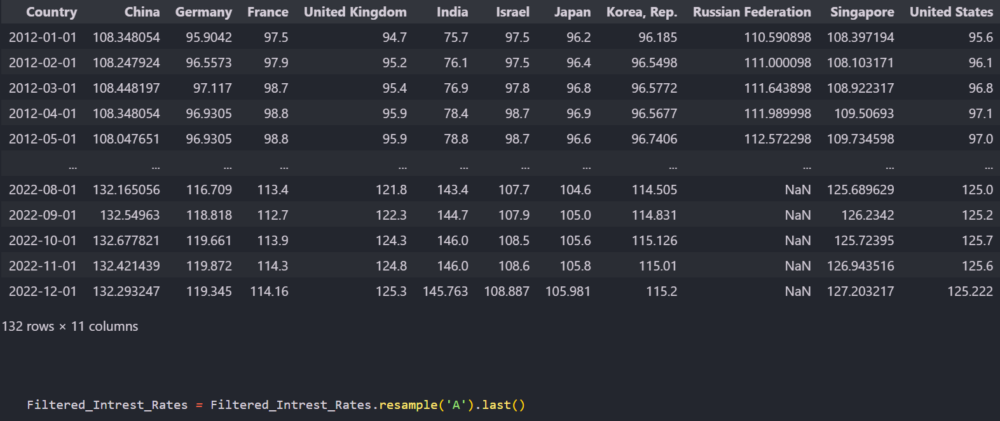 Country China Germany France United Kingdom India Israel Japan Korea, Rep. Russian Federation Singapore United States
2012-01-01 108.348054 95.9042 97.5 94.7 75.7 97.5 96.2 96.185 110.590898 108.397194 95.6
2012-02-01 108.247924 96.5573 97.9 95.2 76.1 97.5 96.4 96.5498 111.000098 108.103171 96.1
2012-03-01 108.448197 97.117 98.7 95.4 76.9 97.8 96.8 96.5772 111.643898 108.922317 96.8
2012-04-01 108.348054 96.9305 98.8 95.9 78.4 98.7 96.9 96.5677 111.989998 109.50693 97.1
2012-05-01 108.047651 96.9305 98.8 95.9 78.8 98.7 96.6 96.7406 112.572298 109.734598 97.0
... ... ... ... ... ... ... ... ... ... ... ...
2022-08-01 132.165056 116.709 113.4 121.8 143.4 107.7 104.6 114.505 NaN 125.689629 125.0
2022-09-01 132.54963 118.818 112.7 122.3 144.7 107.9 105.0 114.831 NaN 126.2342 125.2
2022-10-01 132.677821 119.661 113.9 124.3 146.0 108.5 105.6 115.126 NaN 125.72395 125.7
2022-11-01 132.421439 119.872 114.3 124.8 146.0 108.6 105.8 115.01 NaN 126.943516 125.6
2022-12-01 132.293247 119.345 114.16 125.3 145.763 108.887 105.981 115.2 NaN 127.203217 125.222
132 rows × 11 columns
Filtered_Intrest_Rates = Filtered_Intrest_Rates.resample('A').last()